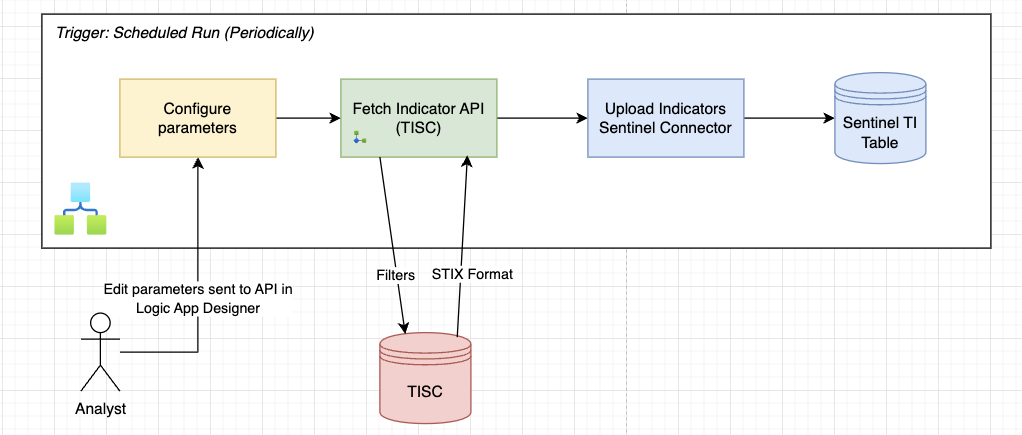 Trigger: Scheduled Run (Periodically)
Configure
parameters
Fetch Indicator API
(TISC)
Upload Indicators
Sentinel Connector
Sentinel TI
Table
Filters
STIX Format
Edit parameters sent to API in
Logic App Designer
TISC
Analyst